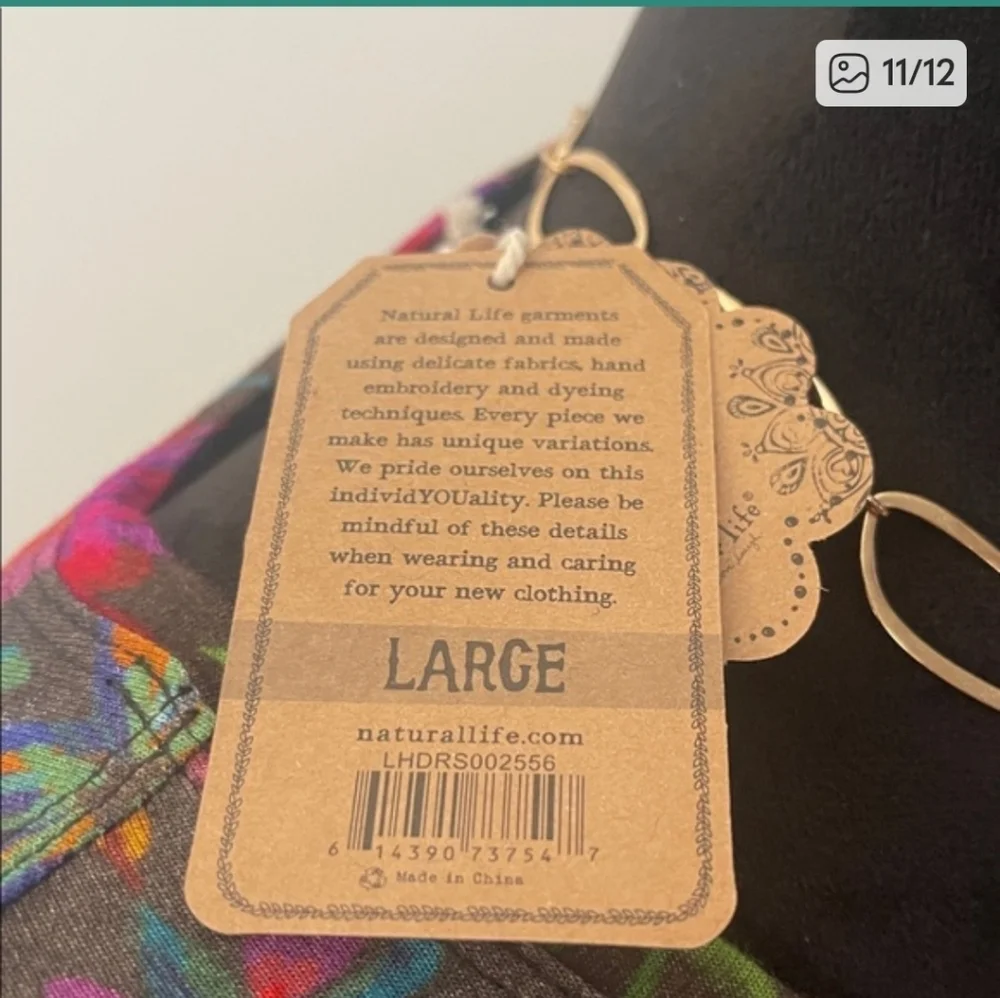 11/12
Natural Life garments
are designed and made
using delicate fabrics, hand
embroidery and dyeing
techniques. Every piece we
make has unique variations.
We pride ourselves on this
individYOUality. Please be
mindful of these details
when wearing and caring
for your new clothing.
life®
LARGE
naturallife.com
LHDRS002556
6 14390 73754 7
Made in China